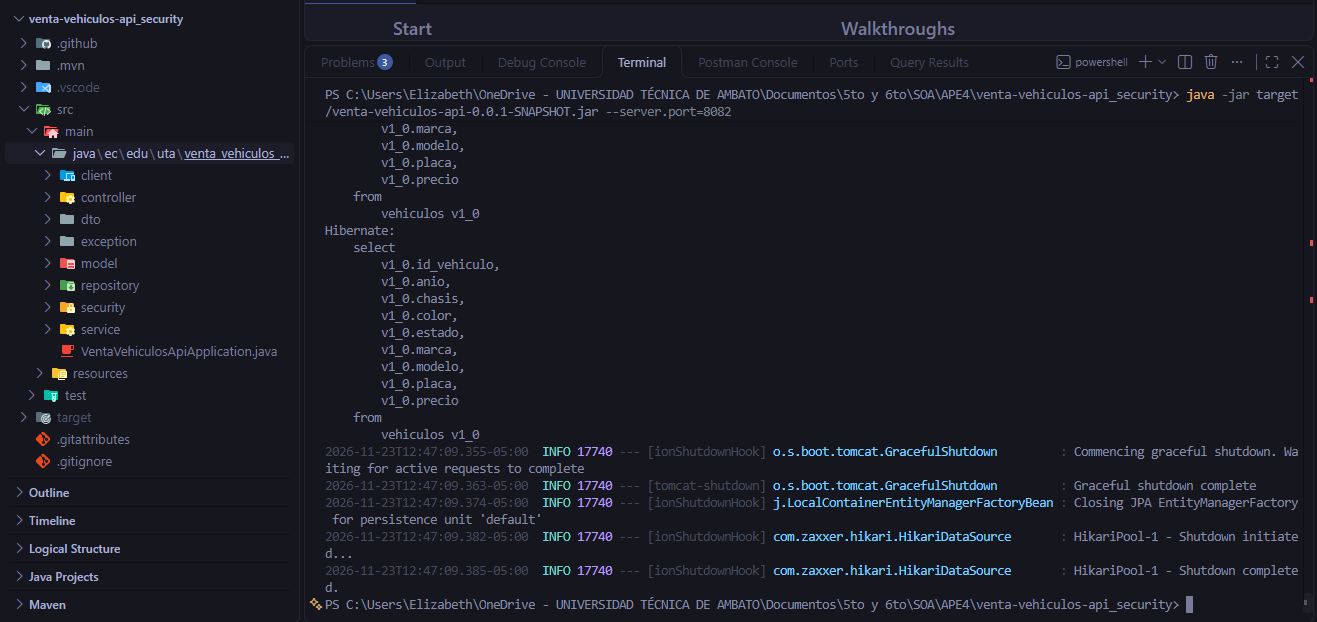 venta-vehiculos-api_security
.github
.mvn
.vscode
src
main
java\ec\edu\uta\venta_vehiculos_...
client
controller
dto
exception
model
repository
security
service
VentaVehiculosApiApplication.java
resources
test
target
.gitattributes
.gitignore
Outline
Timeline
Logical Structure
Java Projects
Maven
Start Walkthroughs
Problems 3 Output Debug Console Terminal Postman Console Ports Query Results powershell
PS C:\Users\Elizabeth\OneDrive - UNIVERSIDAD TÉCNICA DE AMBATO\Documentos\5to y 6to\SOA\APE4\venta-vehiculos-api_security> java -jar target
/venta-vehiculos-api-0.0.1-SNAPSHOT.jar --server.port=8082
v1_0.marca,
v1_0.modelo,
v1_0.placa,
v1_0.precio
from
vehiculos v1_0
Hibernate:
select
v1_0.id_vehiculo,
v1_0.anio,
v1_0.chasis,
v1_0.color,
v1_0.estado,
v1_0.marca,
v1_0.modelo,
v1_0.placa,
v1_0.precio
from
vehiculos v1_0
2026-11-23T12:47:09.355-05:00 INFO 17740 --- [ionShutdownHook] o.s.boot.tomcat.GracefulShutdown : Commencing graceful shutdown. Wa
iting for active requests to complete
2026-11-23T12:47:09.363-05:00 INFO 17740 --- [tomcat-shutdown] o.s.boot.tomcat.GracefulShutdown : Graceful shutdown complete
2026-11-23T12:47:09.374-05:00 INFO 17740 --- [ionShutdownHook] j.LocalContainerEntityManagerFactoryBean : Closing JPA EntityManagerFactory
for persistence unit 'default'
2026-11-23T12:47:09.382-05:00 INFO 17740 --- [ionShutdownHook] com.zaxxer.hikari.HikariDataSource : HikariPool-1 - Shutdown initiate
d...
2026-11-23T12:47:09.385-05:00 INFO 17740 --- [ionShutdownHook] com.zaxxer.hikari.HikariDataSource : HikariPool-1 - Shutdown complete
d.
PS C:\Users\Elizabeth\OneDrive - UNIVERSIDAD TÉCNICA DE AMBATO\Documentos\5to y 6to\SOA\APE4\venta-vehiculos-api_security>